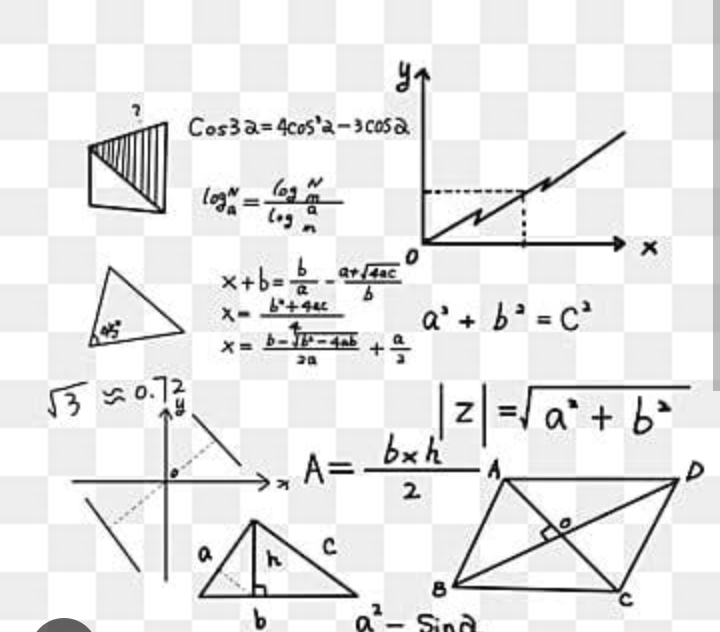 y
?
Cos3a=4cos³a-3cosa
log_a N = log_m N / log_m a
O
x
x+b= b/a - a+√4ac/b
x= b²+4ac/4
x= b-√b²-4ab/2a + a/2
a² + b² = C²
45°
√3 ≈ 0.72
y
|z| =√a² + b²
o
x
A= b×h/2
A
D
O
B
C
a
h
c
b
a² - Sina